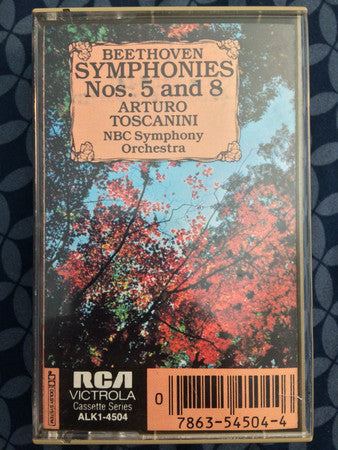 BEETHOVEN
SYMPHONIES
Nos. 5 and 8
ARTURO
TOSCANINI
NBC Symphony
Orchestra
RCA
VICTROLA
Cassette Series
ALK1-4504
0
7863-54504-4